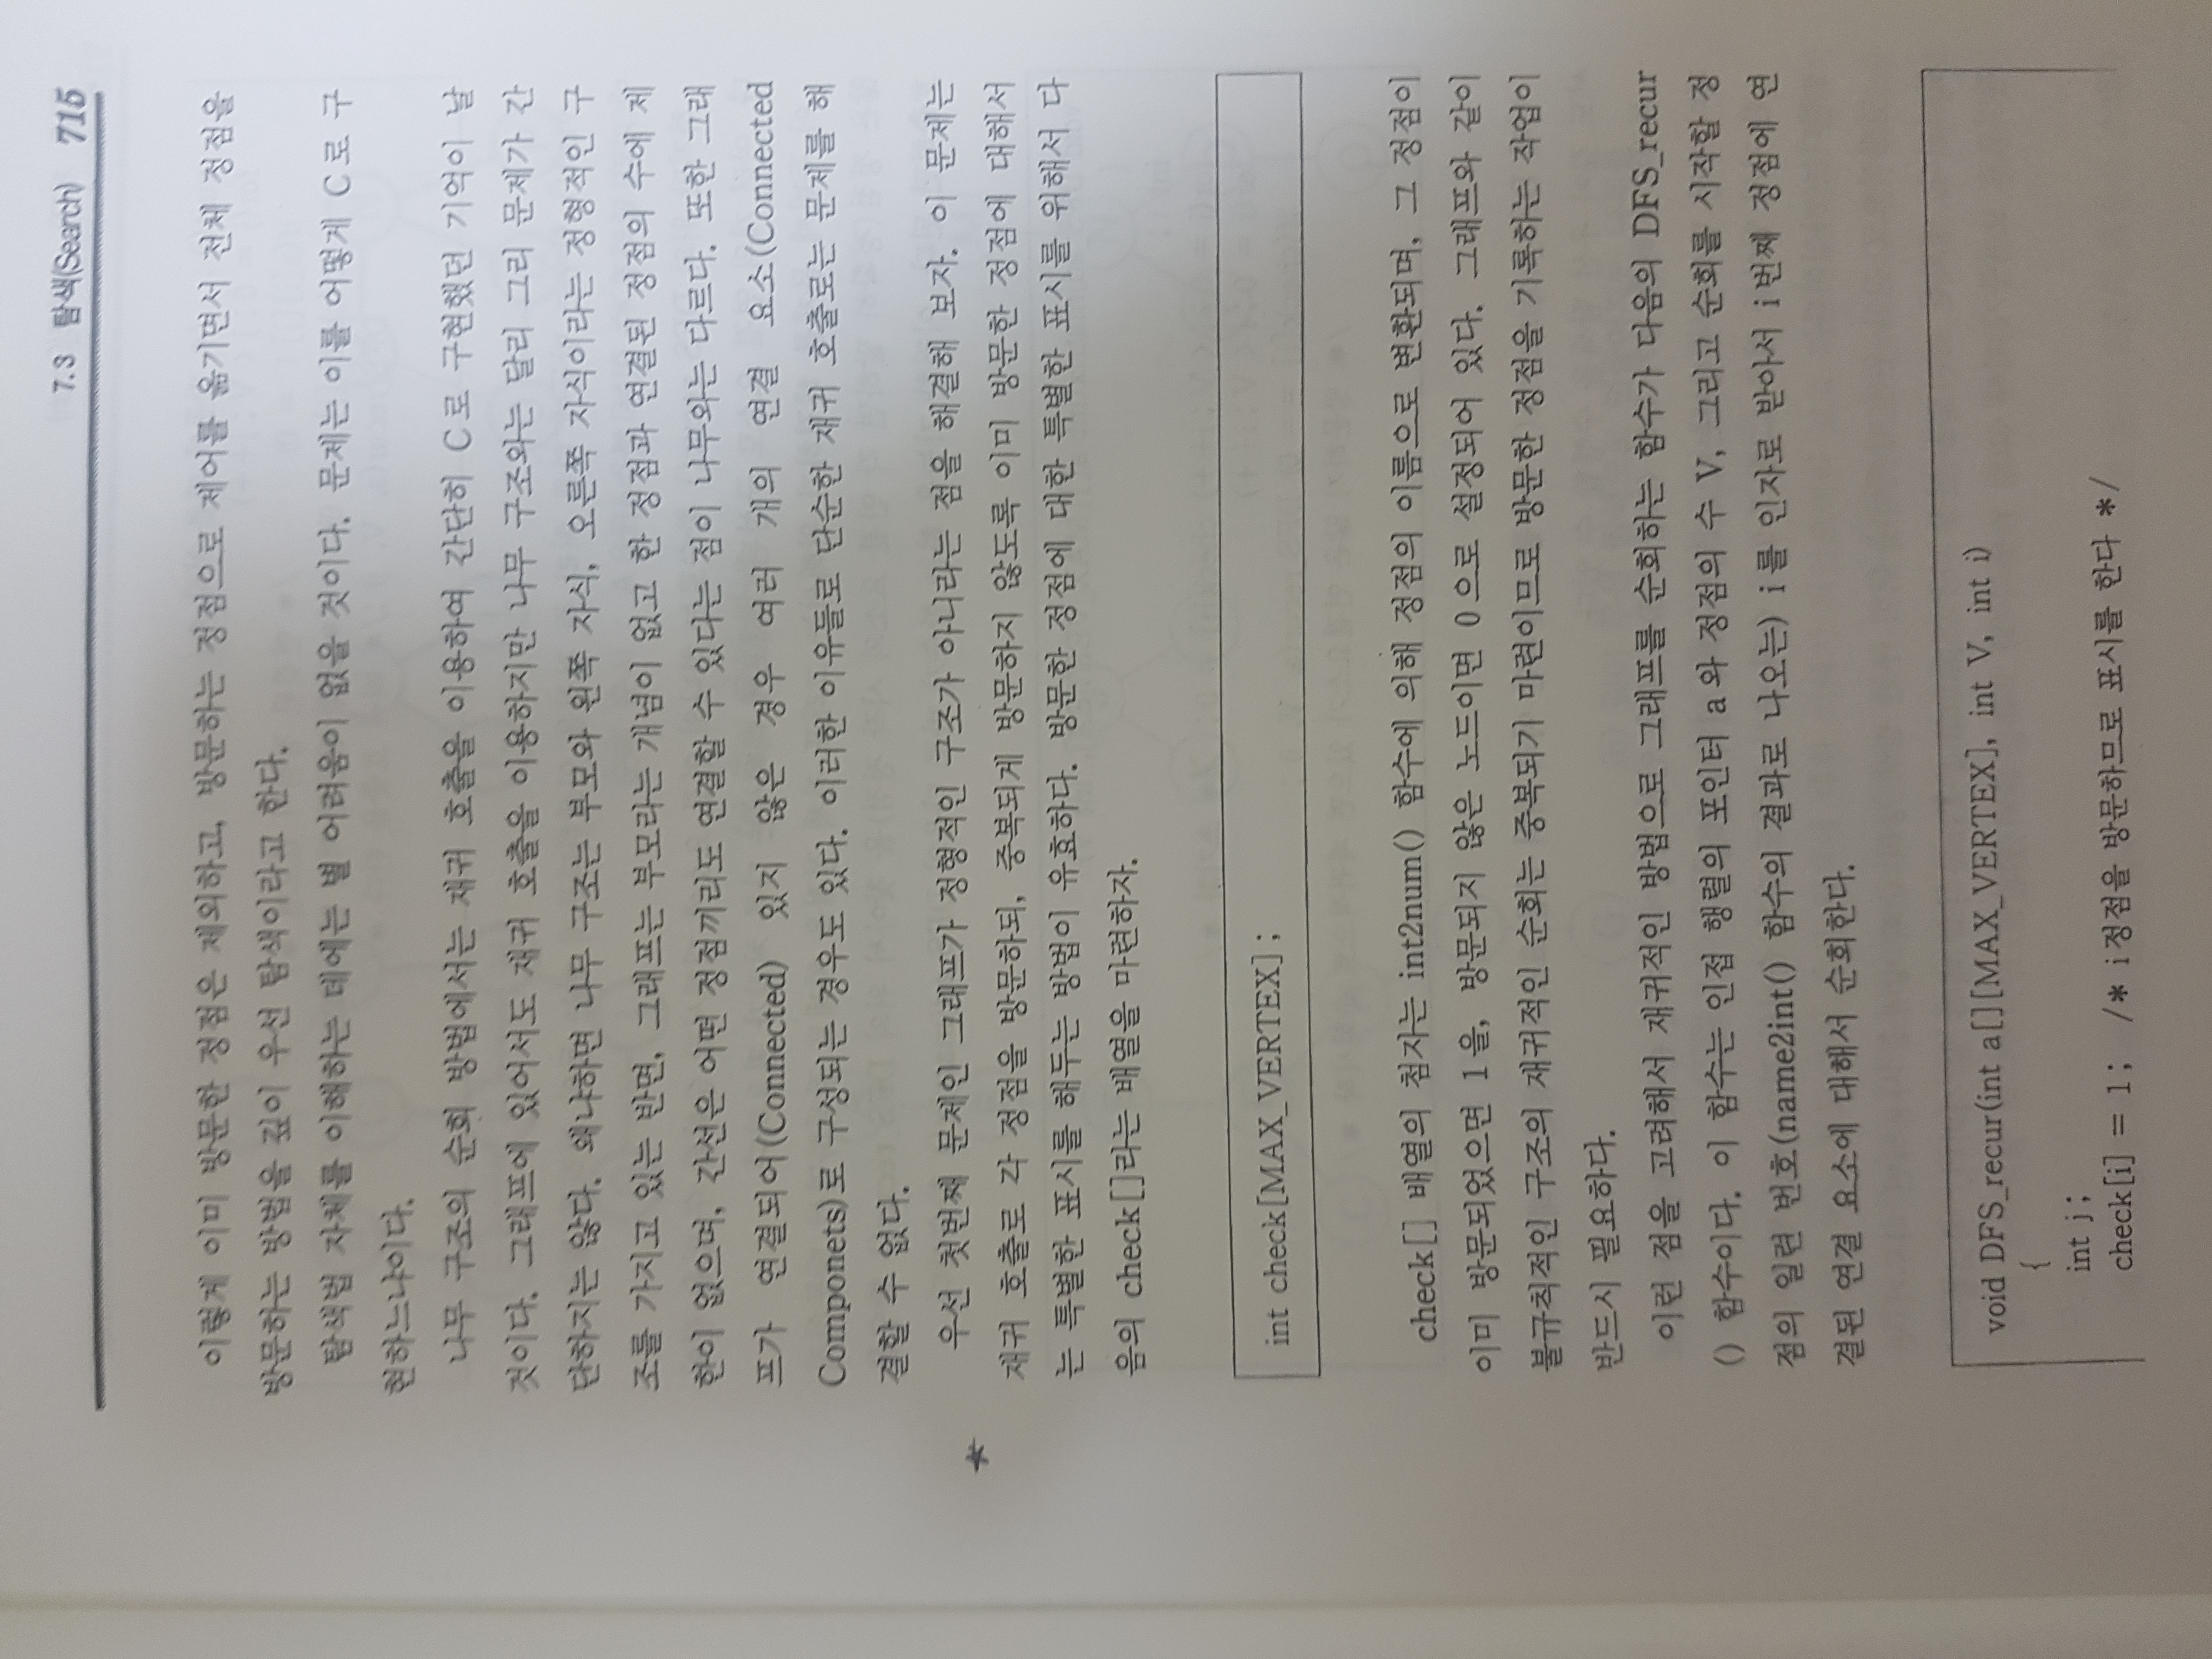 7.3 탐색(Search) 715
이렇게 이미 방문한 정점은 제외하고, 방문하는 정점으로 제어를 옮기면서 전체 정점을
방문하는 방법을 깊이 우선 탐색이라고 한다.
탐색법 자체를 이해하는 데에는 별 어려움이 없을 것이다. 문제는 이를 어떻게 C로 구
현하느냐이다.
나무 구조의 순회 방법에서는 재귀 호출을 이용하여 간단히 C로 구현했던 기억이 날
것이다. 그래프에 있어서도 재귀 호출을 이용하지만 나무 구조와는 달리 그리 문제가 간
단하지는 않다. 왜냐하면 나무 구조는 부모와 왼쪽 자식, 오른쪽 자식이라는 정형적인 구
조를 가지고 있는 반면, 그래프는 부모라는 개념이 없고 한 정점과 연결된 정점의 수에 제
한이 없으며, 간선은 어떤 정점끼리도 연결할 수 있다는 점이 나무와는 다르다. 또한 그래
프가 연결되어(Connected) 있지 않은 경우 여러 개의 연결 요소(Connected
Componets)로 구성되는 경우도 있다. 이러한 이유들로 단순한 재귀 호출로는 문제를 해
결할 수 없다.
우선 첫번째 문제인 그래프가 정형적인 구조가 아니라는 점을 해결해 보자. 이 문제는
재귀 호출로 각 정점을 방문하되, 중복되게 방문하지 않도록 이미 방문한 정점에 대해서
는 특별한 표시를 해두는 방법이 유효하다. 방문한 정점에 대한 특별한 표시를 위해서 다
음의 check[]라는 배열을 마련하자.
int check[MAX_VERTEX];
check[] 배열의 첨자는 int2num() 함수에 의해 정점의 이름으로 변환되며, 그 정점이
이미 방문되었으면 1을, 방문되지 않은 노드이면 0으로 설정되어 있다. 그래프와 같이
불규칙적인 구조의 재귀적인 순회는 중복되기 마련이므로 방문한 정점을 기록하는 작업이
반드시 필요하다.
이런 점을 고려해서 재귀적인 방법으로 그래프를 순회하는 함수가 다음의 DFS_recur
() 함수이다. 이 함수는 인접 행렬의 포인터 a와 정점의 수 V, 그리고 순회를 시작할 정
점의 일련 번호(name2int() 함수의 결과로 나오는) i를 인자로 받아서 i번째 정점에 연
결된 연결 요소에 대해서 순회한다.
void DFS_recur(int a[][MAX_VERTEX], int V, int i)
{
int j;
check[i] = 1; /* i정점을 방문하므로 표시를 한다 */